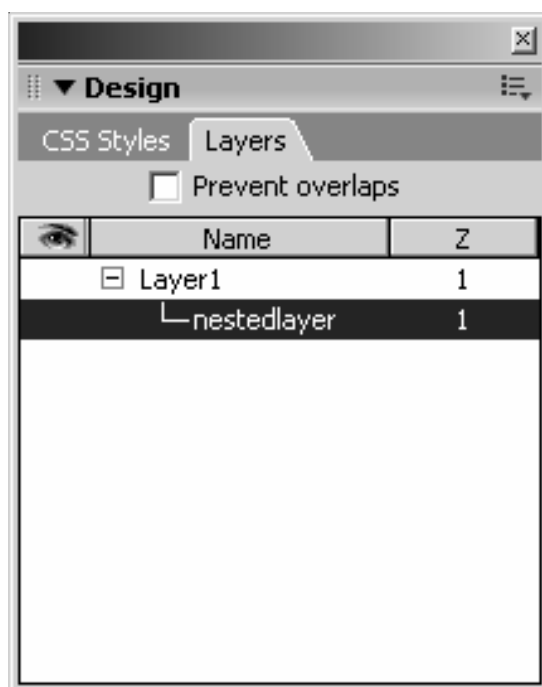 Design
CSS Styles Layers
Prevent overlaps
Name Z
Layer1 1
nestedlayer 1